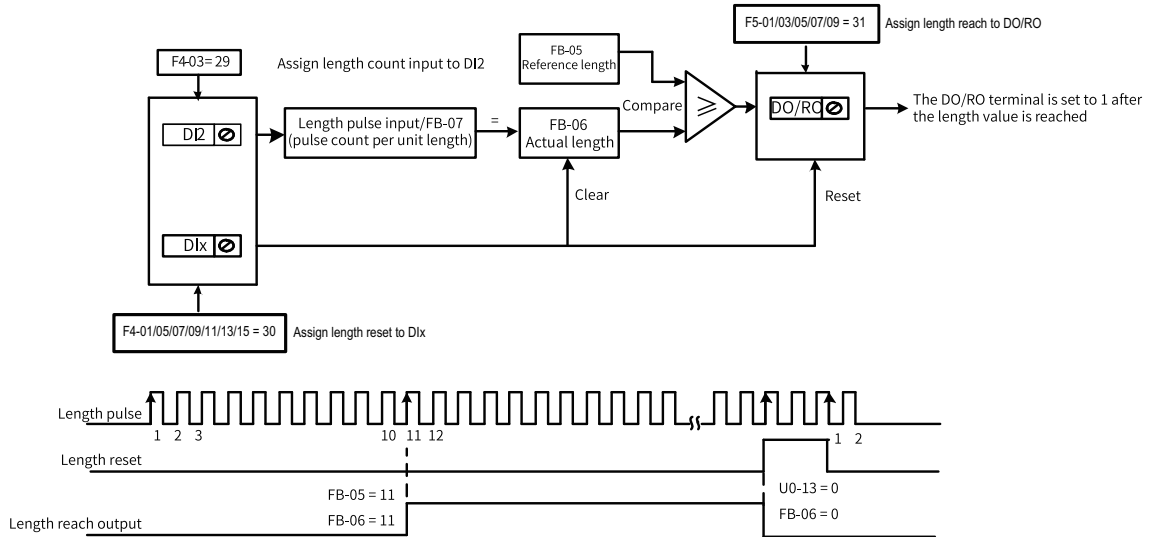 F5-01/03/05/07/09 = 31
Assign length reach to DO/RO
F4-03= 29
Assign length count input to DI2
FB-05
Reference length
DI2
Length pulse input/FB-07
(pulse count per unit length)
=
FB-06
Actual length
Compare
≥
DO/RO
The DO/RO terminal is set to 1 after
the length value is reached
Clear
Reset
DIx
F4-01/05/07/09/11/13/15 = 30
Assign length reset to DIx
Length pulse
1 2 3 10 11 12 1 2
Length reset
FB-05 = 11
U0-13 = 0
FB-06 = 11
FB-06 = 0
Length reach output